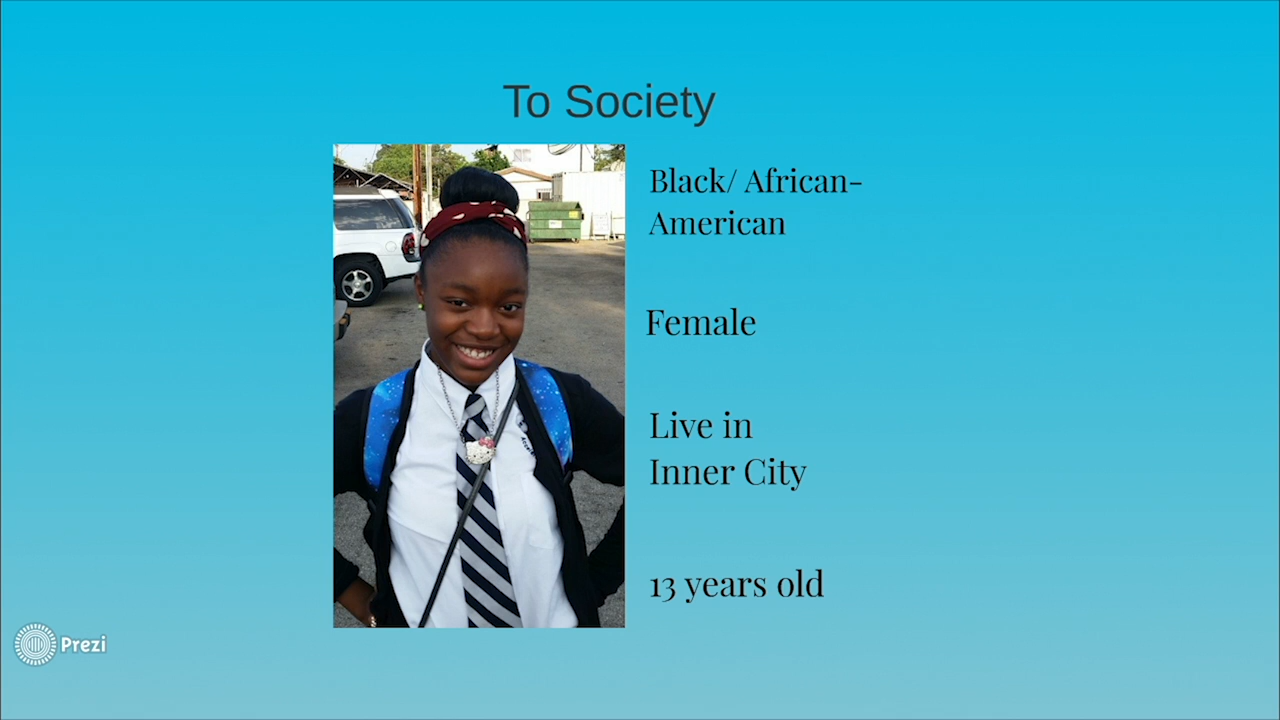 To Society
Black/ African-
American
Female
Live in
Inner City
13 years old
Prezi